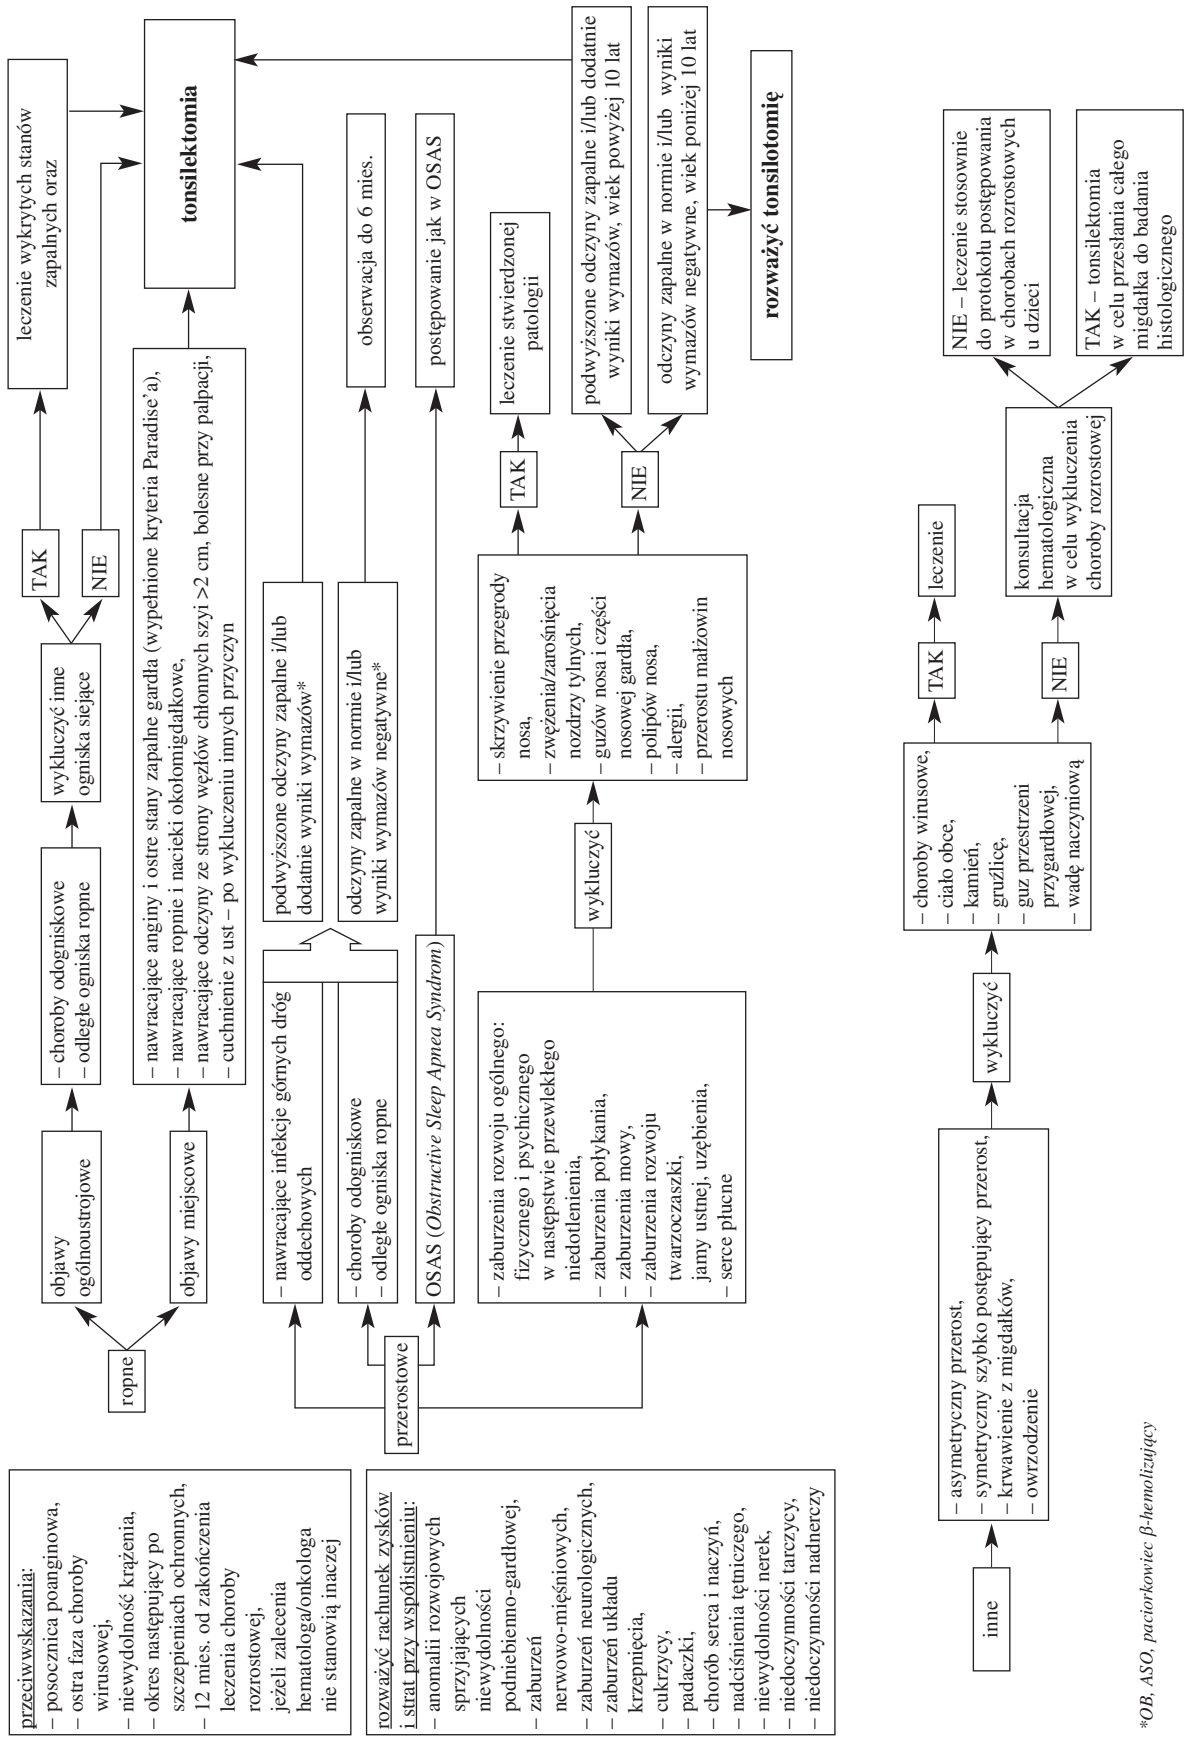 przeciwwskazania:
– posocznica poanginowa,
– ostra faza choroby
wirusowej,
– niewydolność krążenia,
– okres następujący po
szczepieniach ochronnych,
– 12 mies. od zakończenia
leczenia choroby
rozrostowej,
jeżeli zalecenia
hematologa/onkologa
nie stanowią inaczej
rozważyć rachunek zysków
i strat przy współistnieniu:
– anomalii rozwojowych
sprzyjających
niewydolności
podniebienno-gardłowej,
– zaburzeń
nerwowo-mięśniowych,
– zaburzeń neurologicznych,
– zaburzeń układu
krzepnięcia,
– cukrzycy,
– padaczki,
– chorób serca i naczyń,
– nadciśnienia tętniczego,
– niewydolności nerek,
– niedoczynności tarczycy,
– niedoczynności nadnerczy
ropne
objawy
ogólnoustrojowe
– choroby odogniskowe
– odległe ogniska ropne
wykluczyć inne
ogniska siejące
TAK
NIE
leczenie wykrytych stanów
zapalnych oraz
objawy miejscowe
– nawracające anginy i ostre stany zapalne gardła (wypełnione kryteria Paradise’a),
– nawracające ropnie i nacieki okołomigdałkowe,
– nawracające odczyny ze strony węzłów chłonnych szyi >2 cm, bolesne przy palpacji,
– cuchnienie z ust – po wykluczeniu innych przyczyn
tonsilektomia
przerostowe
– nawracające infekcje górnych dróg
oddechowych
– choroby odogniskowe
– odległe ogniska ropne
podwyższone odczyny zapalne i/lub
dodatnie wyniki wymazów*
odczyny zapalne w normie i/lub
wyniki wymazów negatywne*
obserwacja do 6 mies.
OSAS (Obstructive Sleep Apnea Syndrom)
postępowanie jak w OSAS
– zaburzenia rozwoju ogólnego:
fizycznego i psychicznego
w następstwie przewlekłego
niedotlenienia,
– zaburzenia połykania,
– zaburzenia mowy,
– zaburzenia rozwoju
twarzoczaszki,
jamy ustnej, uzębienia,
– serce płucne
wykluczyć
– skrzywienie przegrody
nosa,
– zwężenia/zarośnięcia
nozdrzy tylnych,
– guzów nosa i części
nosowej gardła,
– polipów nosa,
– alergii,
– przerostu małżowin
nosowych
TAK
leczenie stwierdzonej
patologii
NIE
podwyższone odczyny zapalne i/lub dodatnie
wyniki wymazów, wiek powyżej 10 lat
odczyny zapalne w normie i/lub wyniki
wymazów negatywne, wiek poniżej 10 lat
rozważyć tonsilotomię
inne
– asymetryczny przerost,
– symetryczny szybko postępujący przerost,
– krwawienie z migdałków,
– owrzodzenie
wykluczyć
– choroby wirusowe,
– ciało obce,
– kamień,
– gruźlicę,
– guz przestrzeni
przygardłowej,
– wadę naczyniową
TAK
leczenie
NIE
konsultacja
hematologiczna
w celu wykluczenia
choroby rozrostowej
NIE – leczenie stosownie
do protokołu postępowania
w chorobach rozrostowych
u dzieci
TAK – tonsilektomia
w celu przesłania całego
migdałka do badania
histologicznego
*OB, ASO, paciorkowiec β-hemolizujący